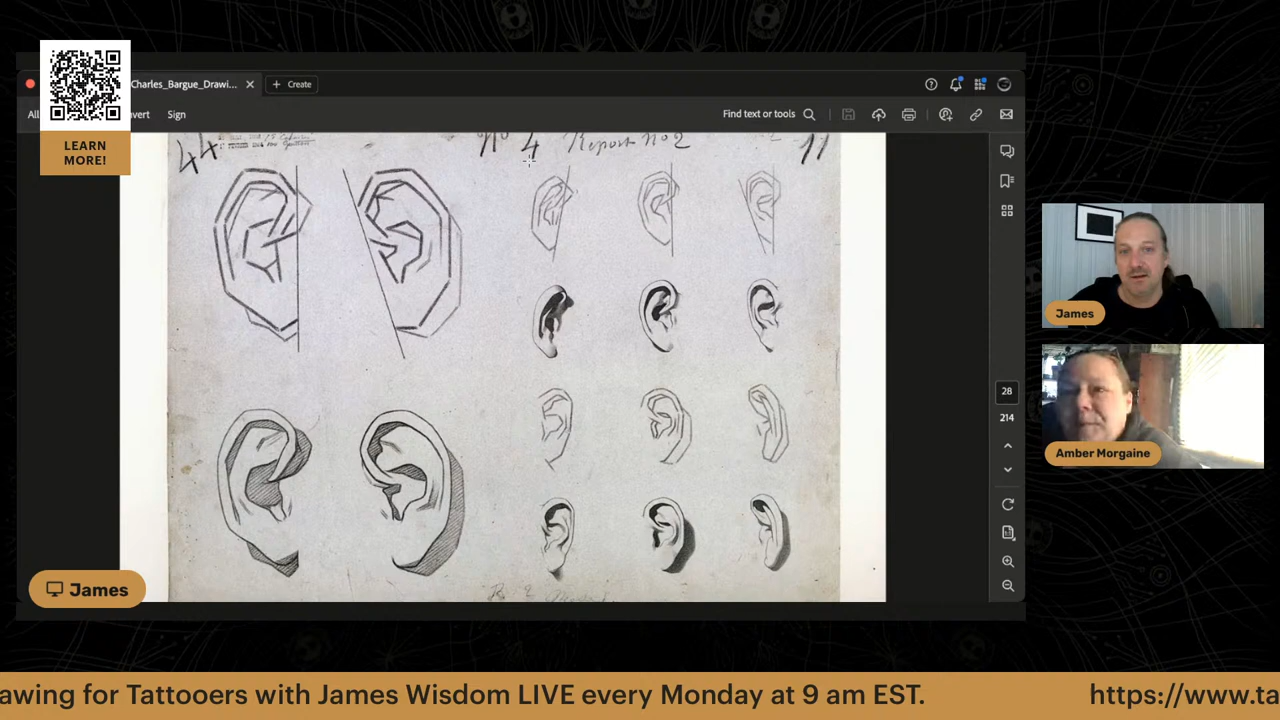 Charles_Bargue_Drawi...
Create
All
nvert
Sign
Find text or tools
LEARN
MORE!
44
No 4 Report no 2
11
James
28
214
Amber Morgaine
James
awing for Tattooers with James Wisdom LIVE every Monday at 9 am EST.
https://www.ta